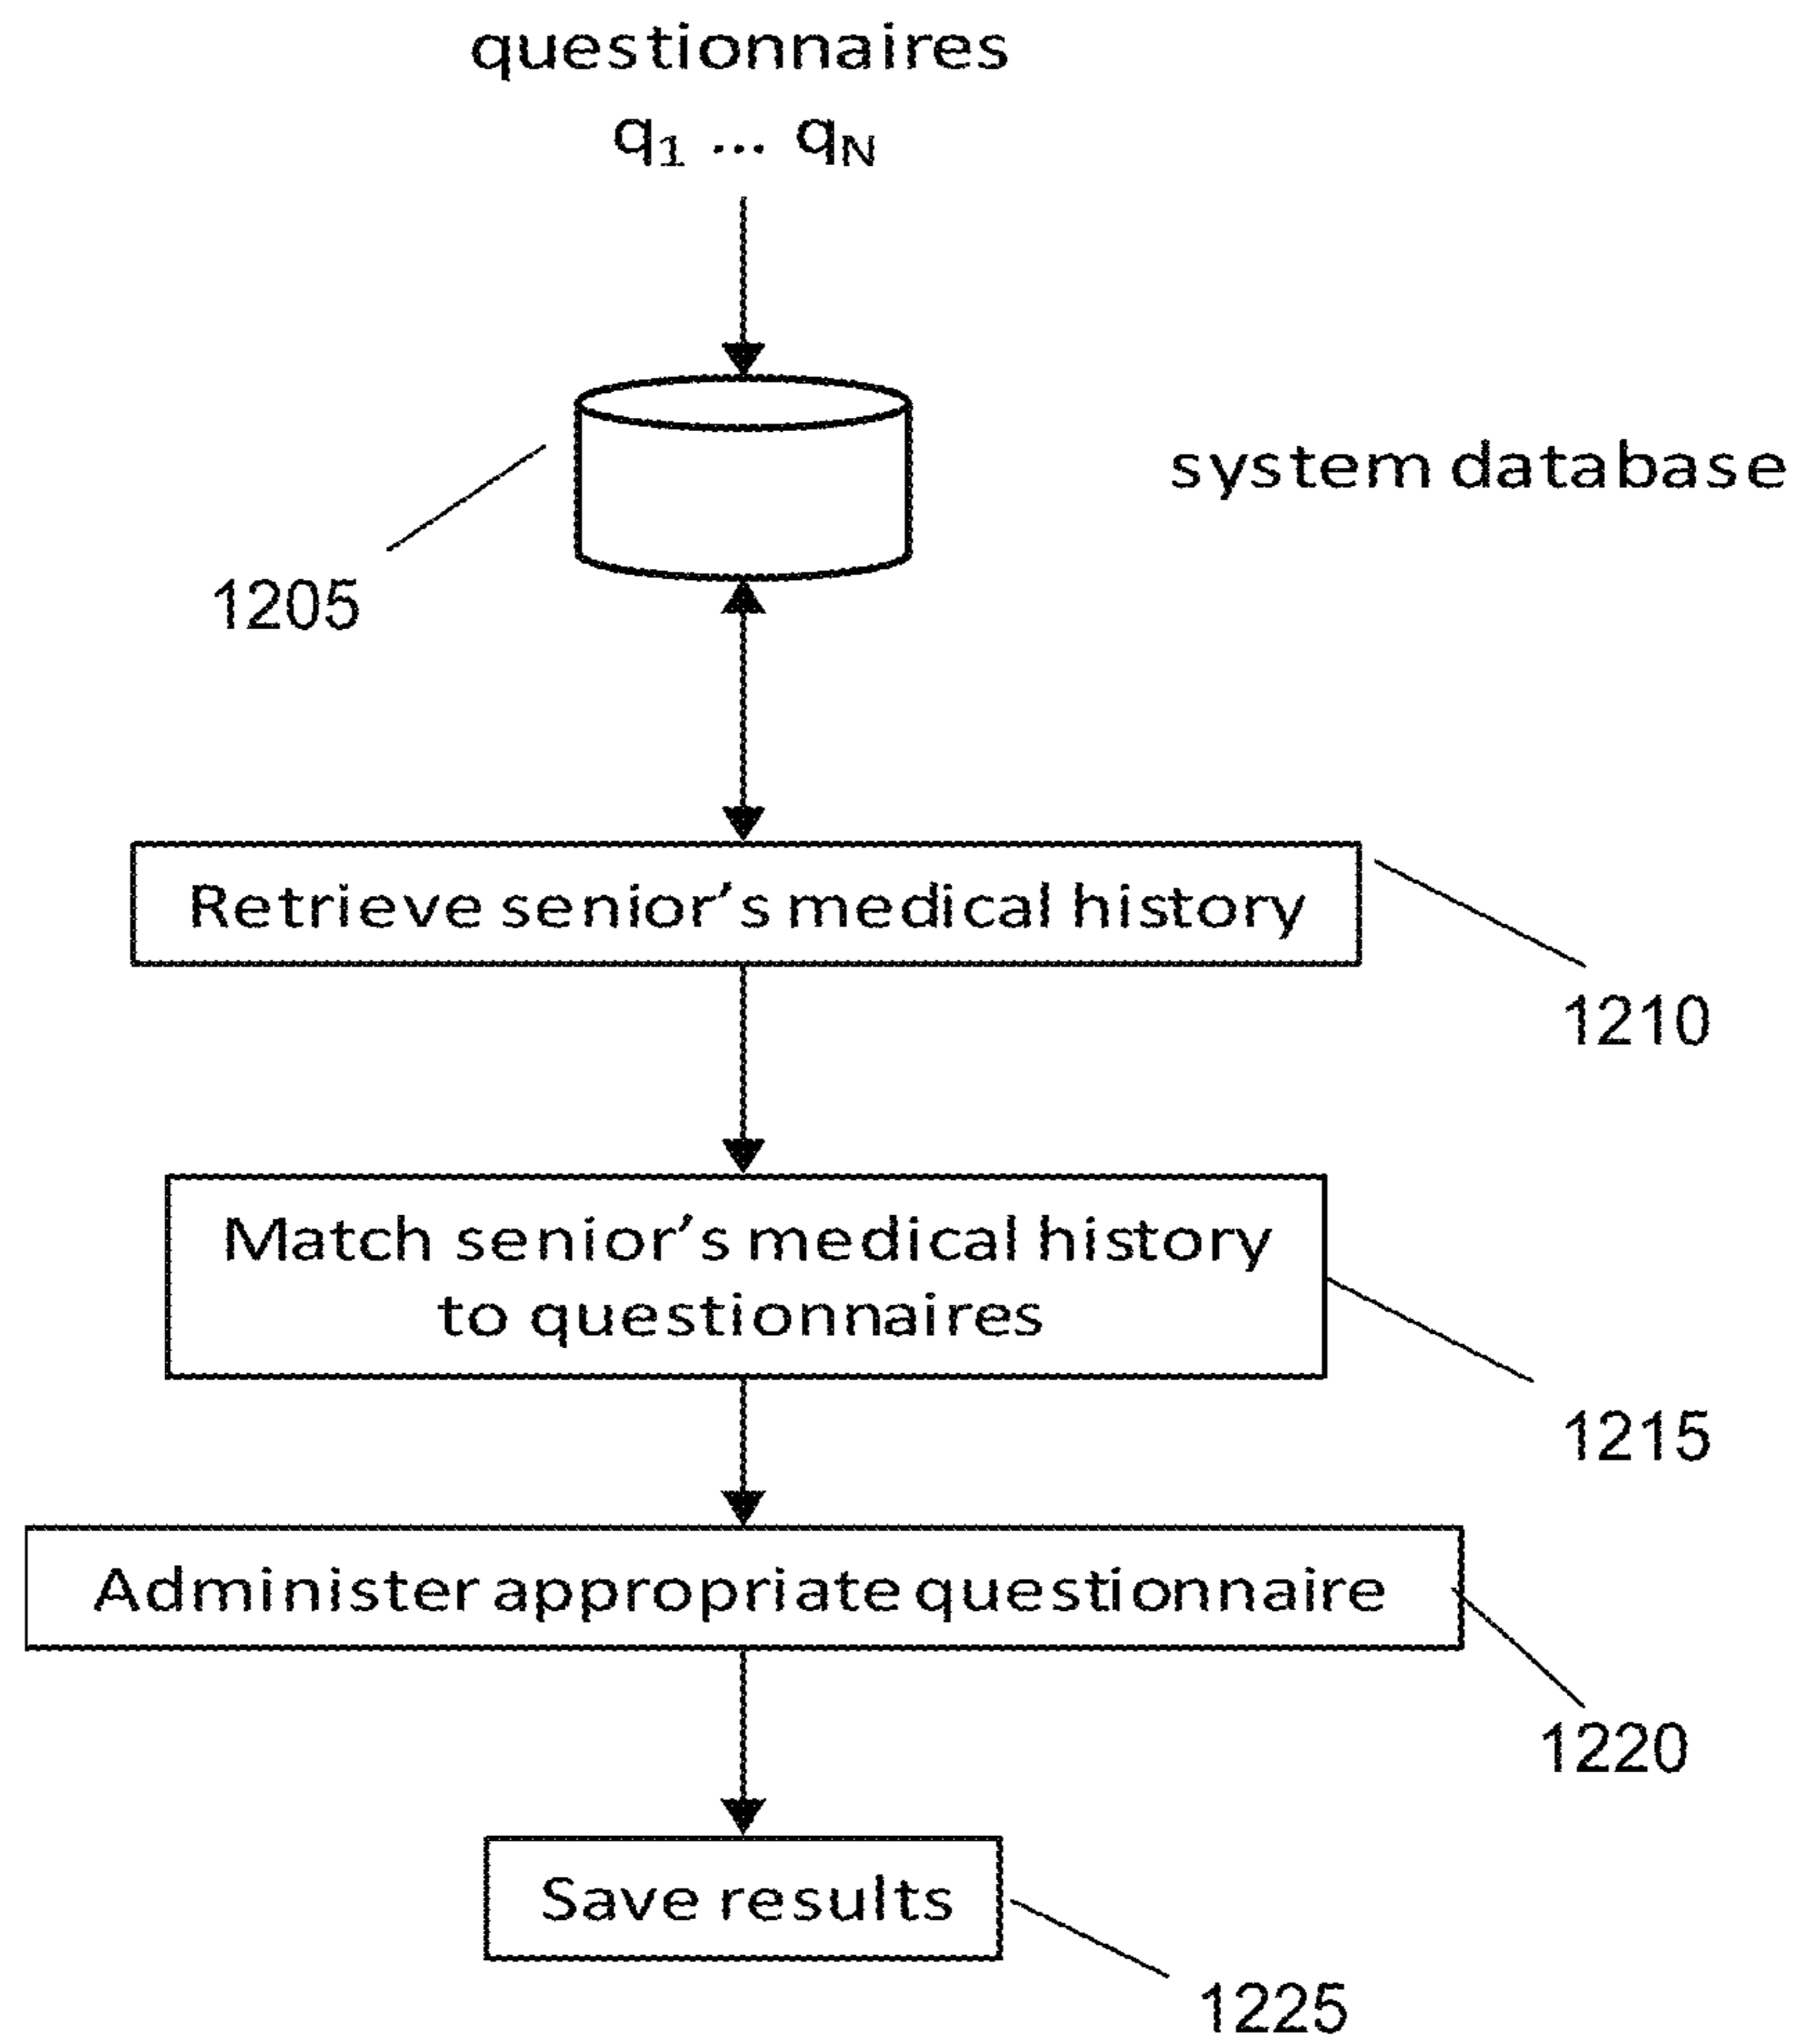 questionnaires
q₁ ... qN
system database
1205
Retrieve senior's medical history
1210
Match senior's medical history
to questionnaires
1215
Administer appropriate questionnaire
1220
Save results
1225